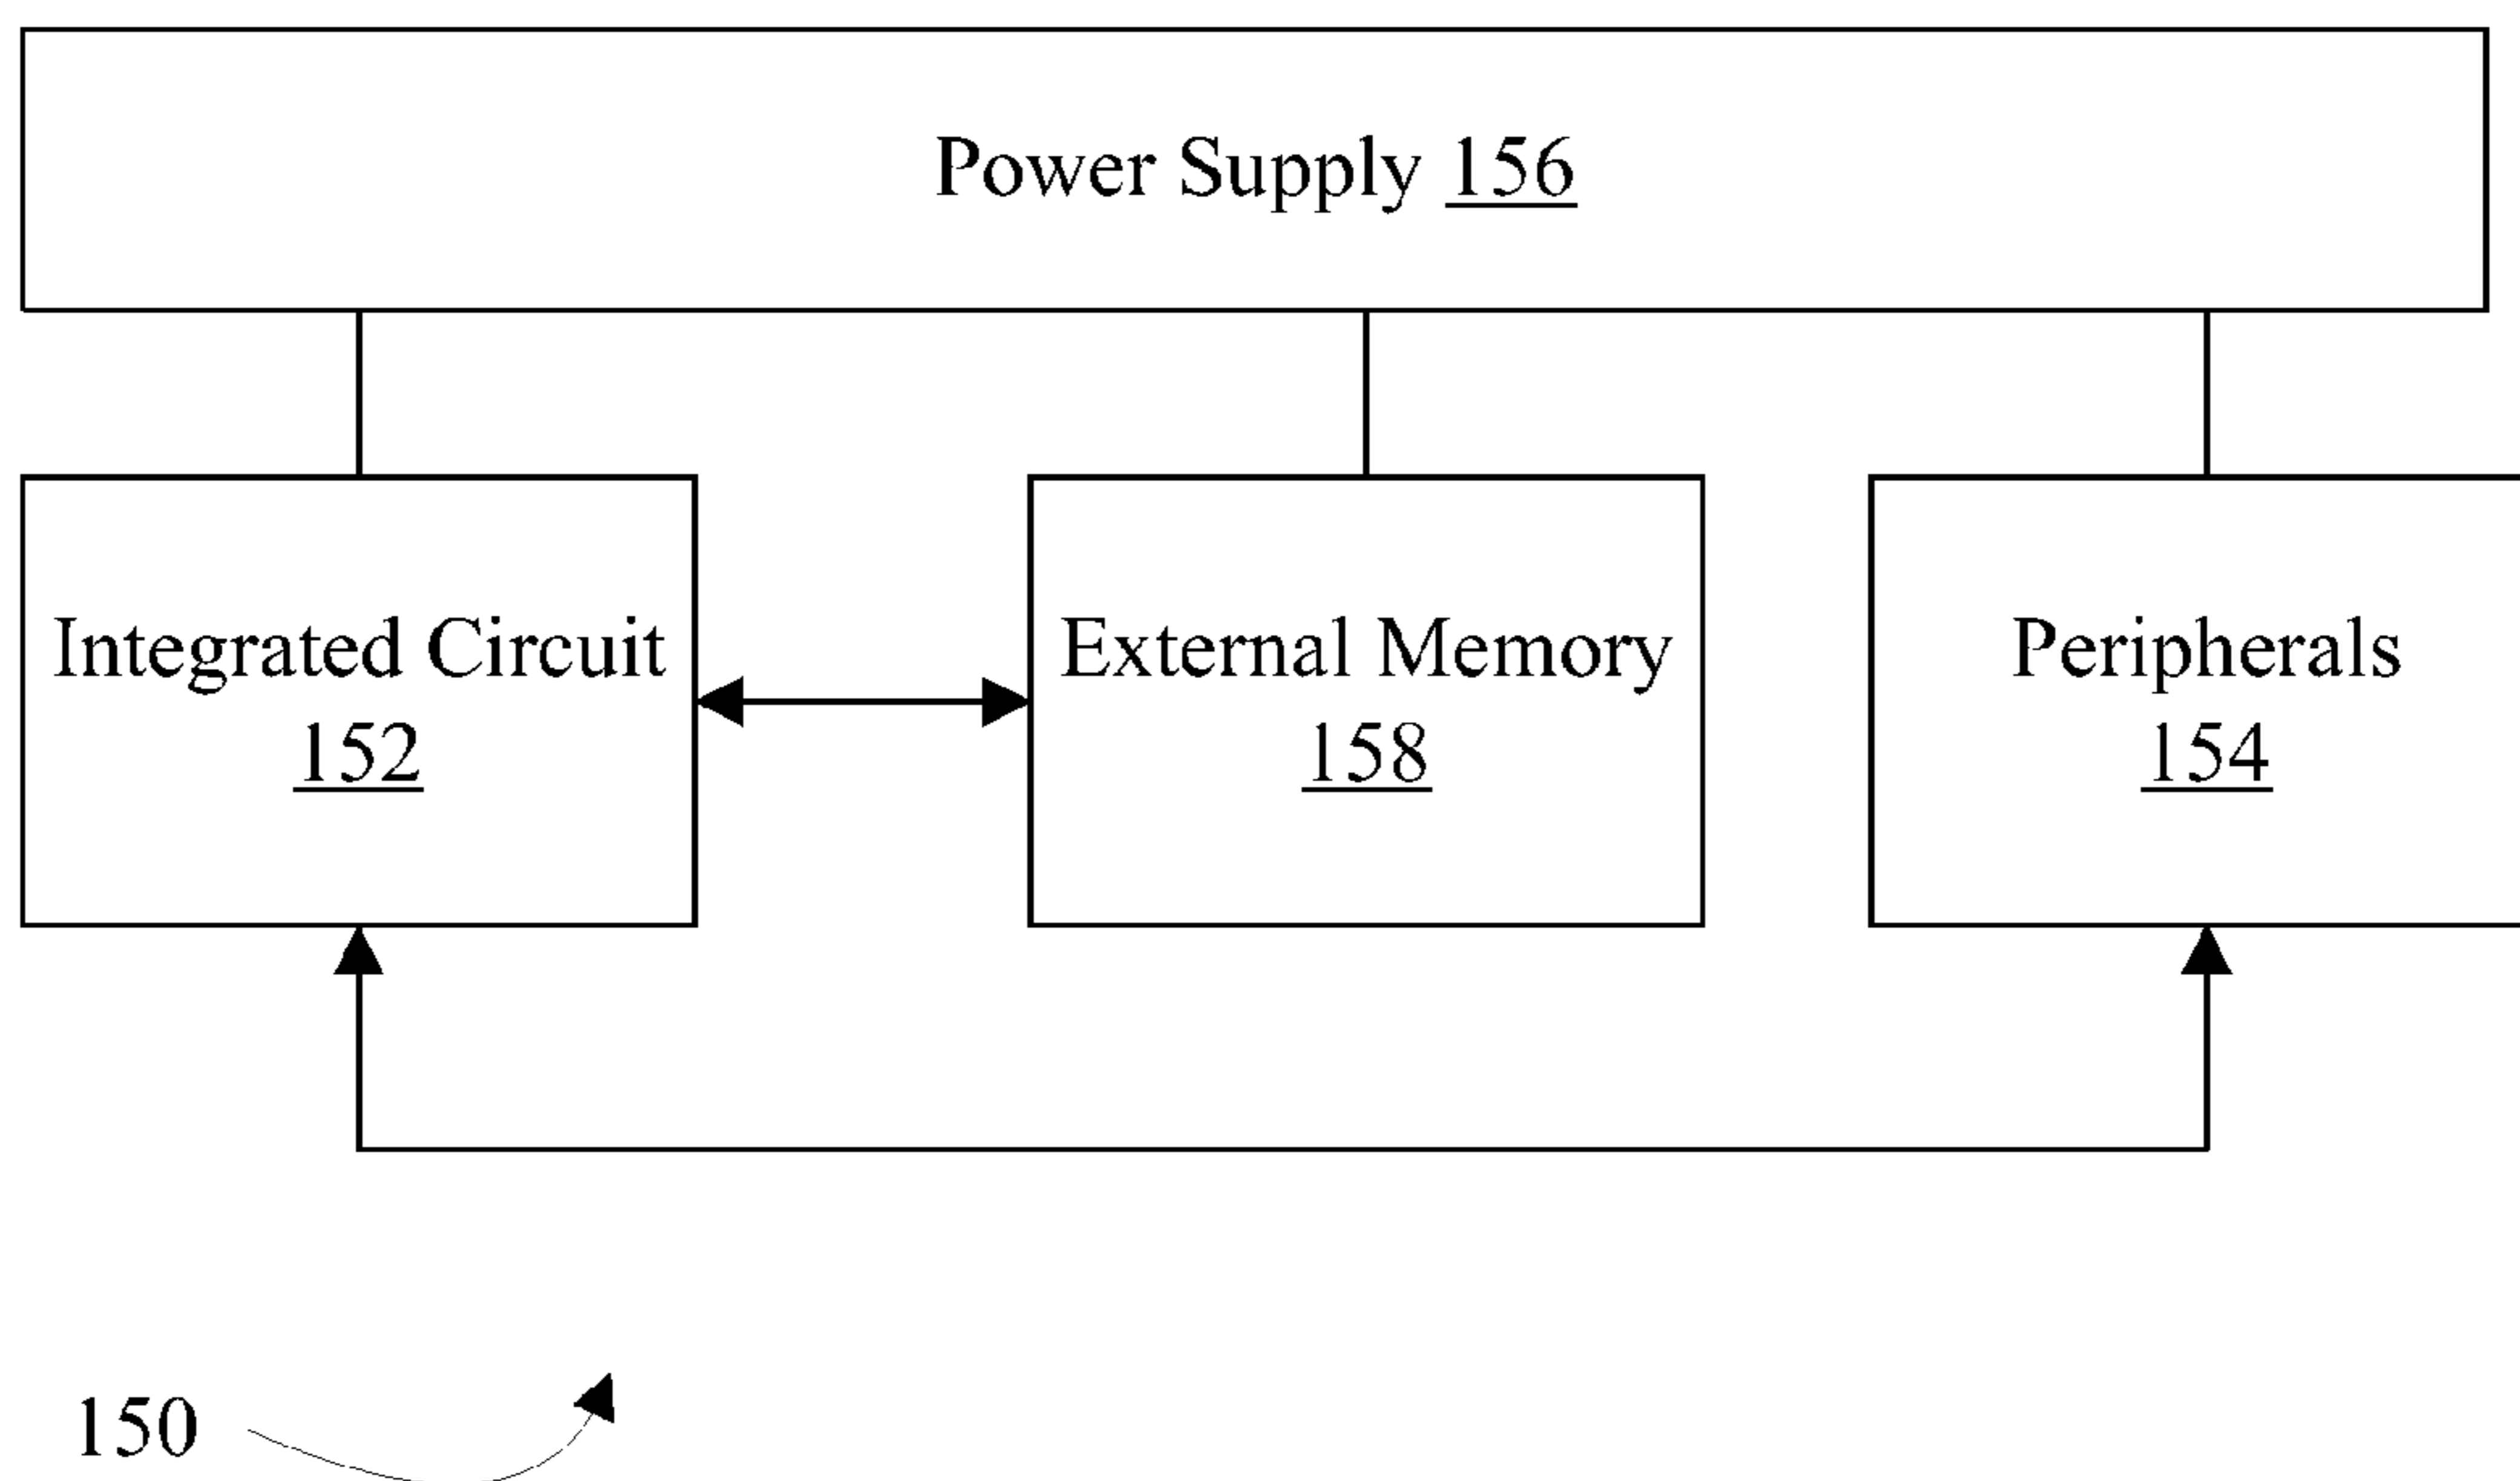 Power Supply 156
Integrated Circuit
152
External Memory
158
Peripherals
154
150